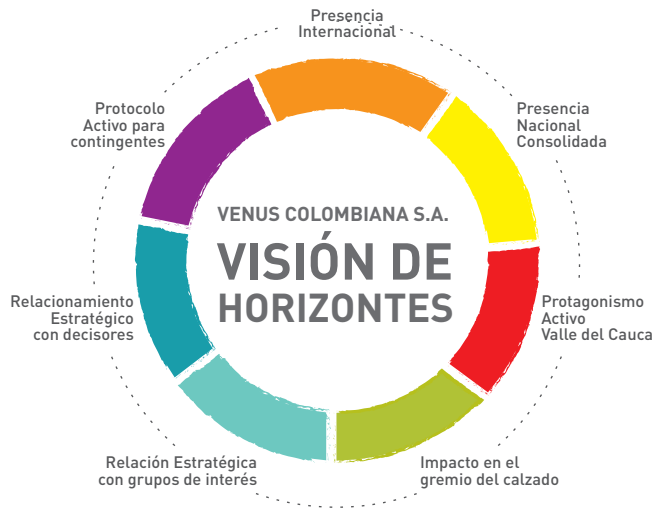 Presencia
Internacional
Presencia
Nacional
Consolidada
Protagonismo
Activo
Valle del Cauca
Impacto en el
gremio del calzado
Relación Estratégica
con grupos de interés
Relacionamiento
Estratégico
con decisores
Protocolo
Activo para
contingentes
VENUS COLOMBIANA S.A.
VISIÓN DE
HORIZONTES